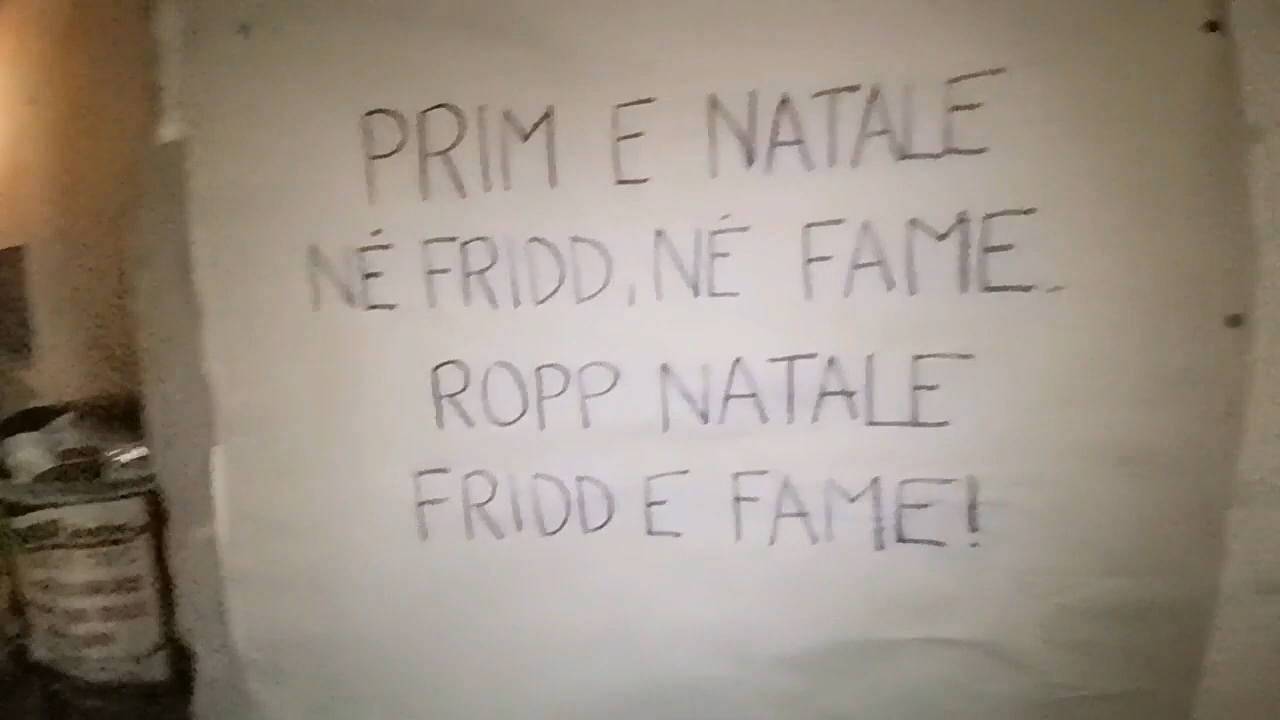 PRIM E NATALE
NÉ FRIDD, NÉ FAME.
ROPP NATALE
FRIDD E FAME!